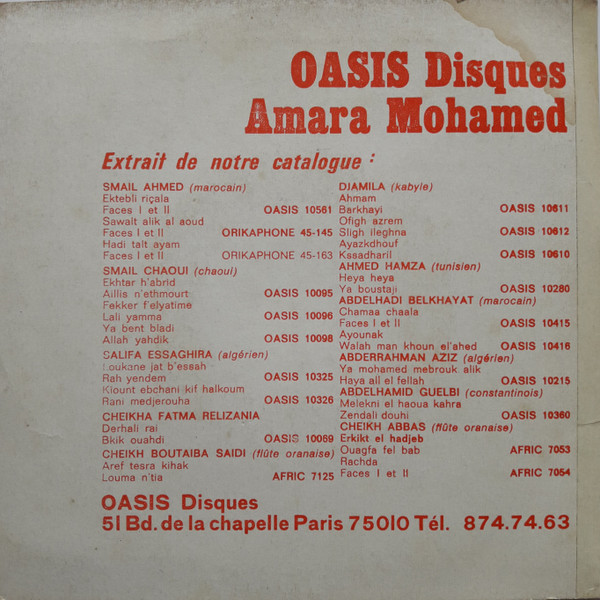 OASIS Disques
Amara Mohamed
Extrait de notre catalogue :
SMAIL AHMED (marocain)
Ektebli riçala
Faces I et II OASIS 10561
Sawalt alik al aoud
Faces I et II ORIKAPHONE 45-145
Hadi talt ayam
Faces I et II ORIKAPHONE 45-163
SMAIL CHAOUI (chaoui)
Ekhtar h'abrid
Aillis n'ethmourt OASIS 10095
Fekker f'elyatime
Lali yamma OASIS 10096
Ya bent bladi
Allah yahdik OASIS 10098
SALIFA ESSAGHIRA (algérien)
Loukane jat b'essah
Rah yendem OASIS 10325
Kiount ebchani kif halkoum
Rani medjerouha OASIS 10326
CHEIKHA FATMA RELIZANIA
Derhali rai
Bkik ouahdi OASIS 10069
CHEIKH BOUTAIBA SAIDI (flûte oranaise)
Aref tesra kihak
Louma n'tia AFRIC 7125
DJAMILA (kabyle)
Ahmam
Barkhayi OASIS 10611
Ofigh azrem
Sligh ileghna OASIS 10612
Ayazkdhouf
Kssadharil OASIS 10610
AHMED HAMZA (tunisien)
Heya heya
Ya boustaji OASIS 10280
ABDELHADI BELKHAYAT (marocain)
Chamaa chaala
Faces I et II OASIS 10415
Ayounak
Walah man khoun el'ahed OASIS 10416
ABDERRAHMAN AZIZ (algérien)
Ya mohamed mebrouk alik
Haya all el fellah OASIS 10215
ABDELHAMID GUELBI (constantinois)
Melekni el haoua kahra
Zendali douhi OASIS 10360
CHEIKH ABBAS (flûte oranaise)
Erkikt el hadjeb
Ouagfa fel bab AFRIC 7053
Rachda
Faces I et II AFRIC 7054
OASIS Disques
51 Bd. de la chapelle Paris 75010 Tél. 874.74.63